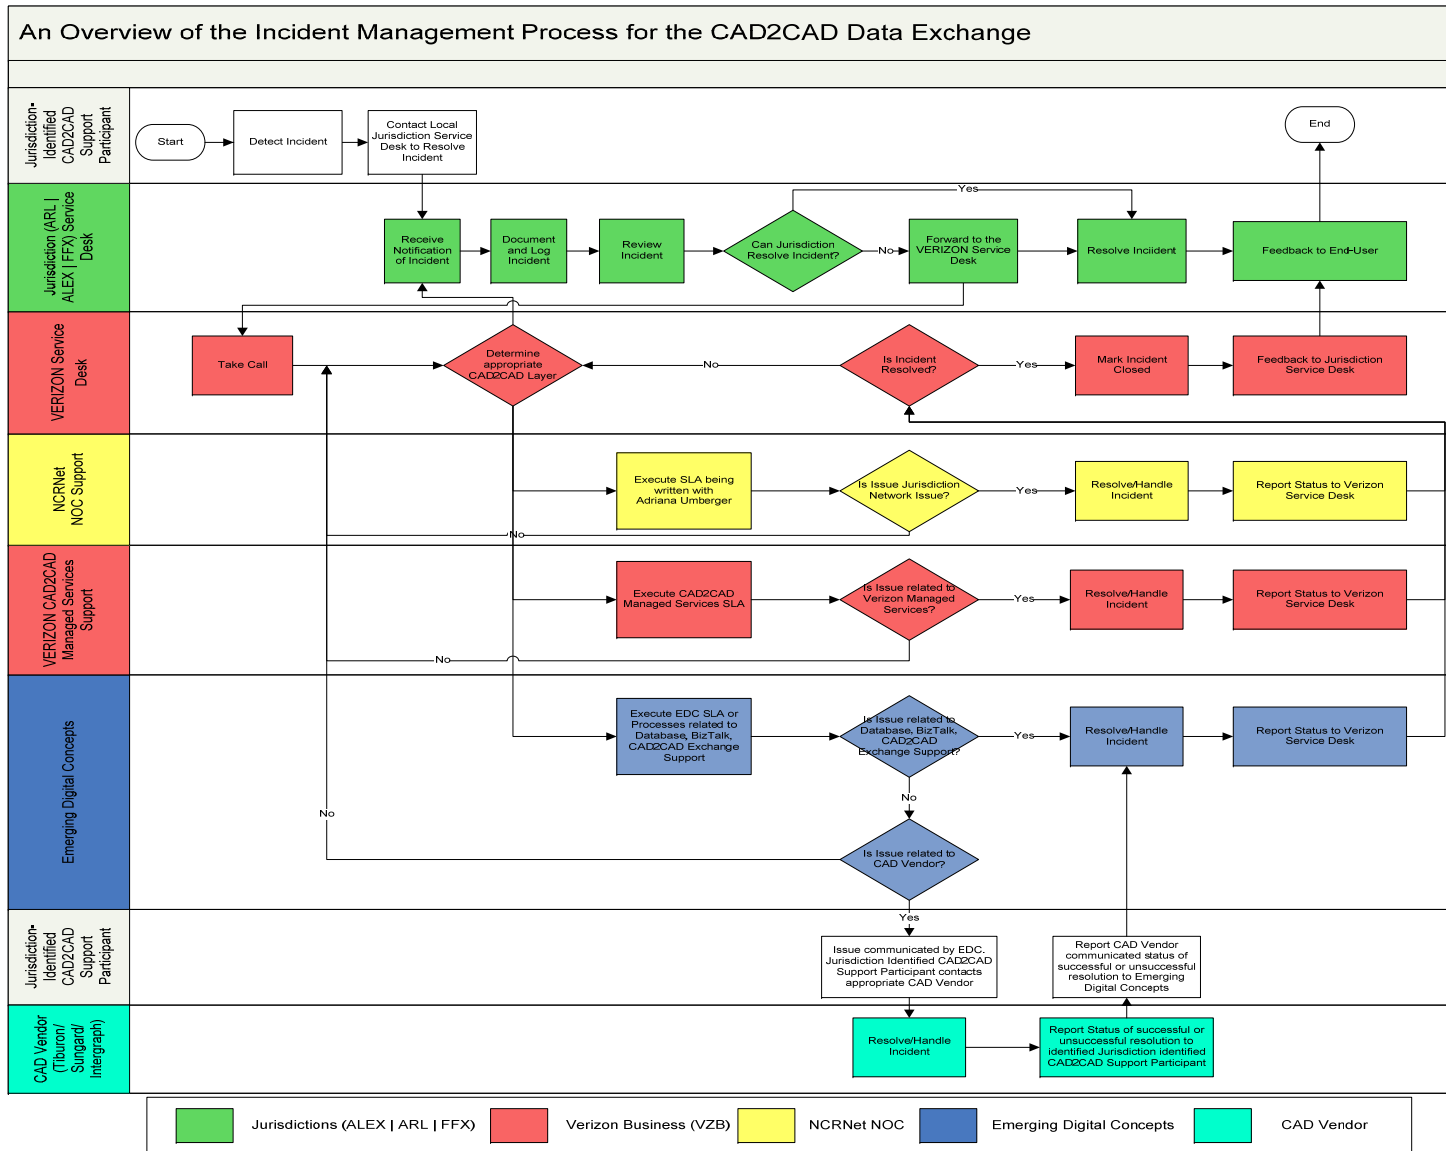 An Overview of the Incident Management Process for the CAD2CAD Data Exchange
Jurisdiction-
Identified
CAD2CAD
Support
Participant
Start
Detect Incident
Contact Local
Jurisdiction Service
Desk to Resolve
Incident
End
Jurisdiction (ARL |
ALEX | FFX) Service
Desk
Receive
Notification
of Incident
Document
and Log
Incident
Review
Incident
Can Jurisdiction
Resolve Incident?
Yes
No
Forward to the
VERIZON Service
Desk
Resolve Inciident
Feedback to End-User
VERIZON Service
Desk
Take Call
Determine
appropriate
CAD2CAD Layer
No
Is Incident
Resolved?
Yes
Mark Incident
Closed
Feedback to Jurisdiction
Service Desk
NCRNet
NOC Support
Execute SLA being
written with
Adriana Umberger
Is Issue Jurisdiction
Network Issue?
Yes
Resolve/Handle
Incident
Report Status to Verizon
Service Desk
No
VERIZON CAD2CAD
Managed Services
Support
Execute CAD2CAD
Managed Services SLA
Is Issue related to
Verizon Managed
Services?
Yes
Resolve/Handle
Incident
Report Status to Verizon
Service Desk
No
Emerging Digital Concepts
Execute EDC SLA or
Processes related to
Database, BizTalk,
CAD2CAD Exchange
Support
Is Issue related to
Database, BizTalk,
CAD2CAD
Exchange Support?
Yes
Resolve/Handle
Incident
Report Status to Verizon
Service Desk
No
No
Is Issue related to
CAD Vendor?
Yes
Jurisdiction-
Identified
CAD2CAD
Support
Participant
Issue communicated by EDC.
Jurisdiction Identified CAD2CAD
Support Participant contacts
appropriate CAD Vendor
Report CAD Vendor
communicated status of
successful or unsuccessful
resolution to Emerging
Digital Concepts
CAD Vendor
(Tiburon/
Sungard/
Intergraph)
Resolve/Handle
Incident
Report Status of successful or
unsuccessful resolution to
identified Jurisdiction identified
CAD2CAD Support Participant
Jurisdictions (ALEX | ARL | FFX)
Verizon Business (VZB)
NCRNet NOC
Emerging Digital Concepts
CAD Vendor